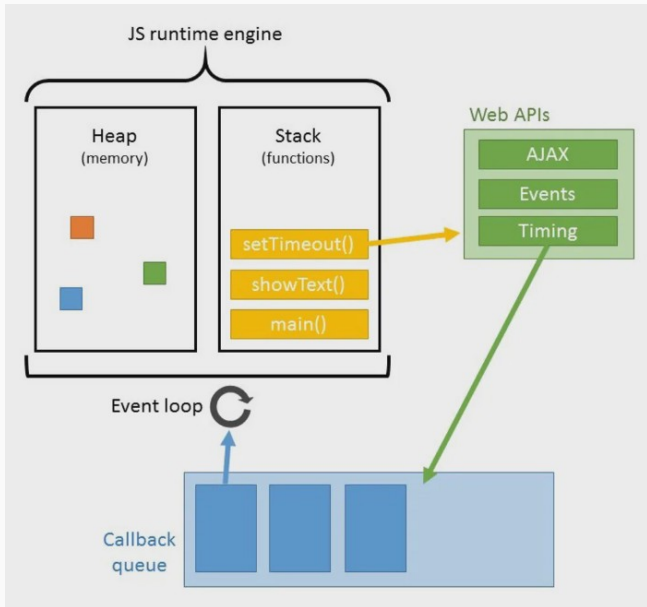 JS runtime engine
Heap
(memory)
Stack
(functions)
setTimeout()
showText()
main()
Web APIs
AJAX
Events
Timing
Event loop
Callback
queue